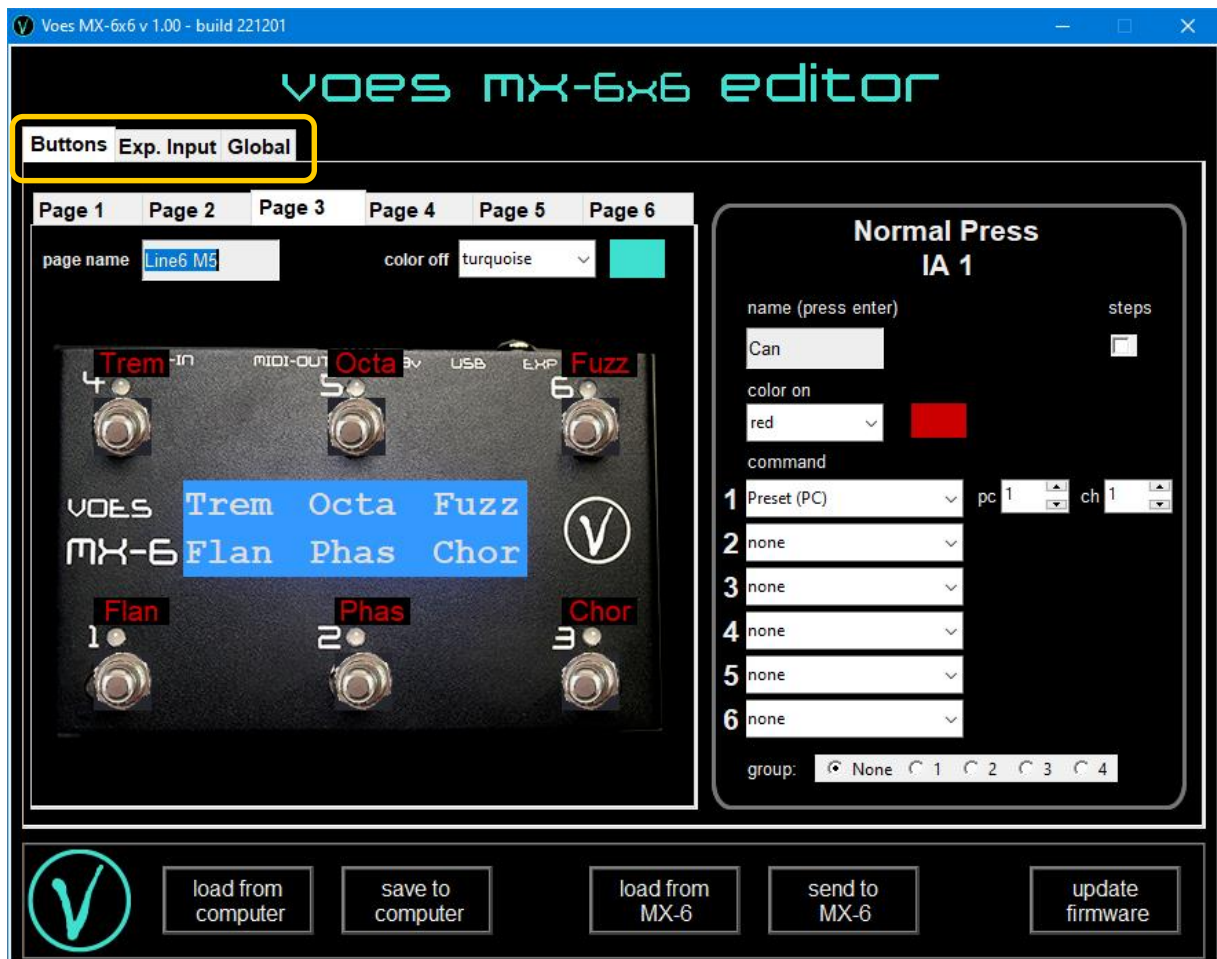 Voes MX-6x6 v 1.00 - build 221201
voes mx-6x6 editor
Buttons Exp. Input Global
Page 1 Page 2 Page 3 Page 4 Page 5 Page 6
page name Line6 M5 color off turquoise
Trem -IN MIDI-OUT Octa 9v USB EXP Fuzz
4 5 6
VOES
MX-6
Trem Octa Fuzz
Flan Phas Chor
V
Flan Phas Chor
1 2 3
Normal Press
IA 1
name (press enter) steps
Can
color on
red
command
1 Preset (PC) pc 1 ch 1
2 none
3 none
4 none
5 none
6 none
group: None 1 2 3 4
V
load from
computer
save to
computer
load from
MX-6
send to
MX-6
update
firmware